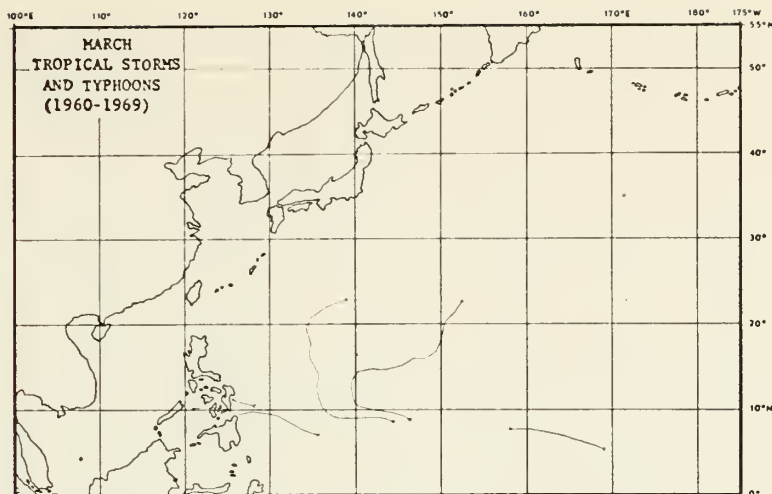 100°E 110° 120° 130° 140° 150° 160° 170°E 180° 175°W
MARCH
TROPICAL STORMS
AND TYPHOONS
(1960-1969)
55°N
50°
40°
30°
20°
10°N
0°